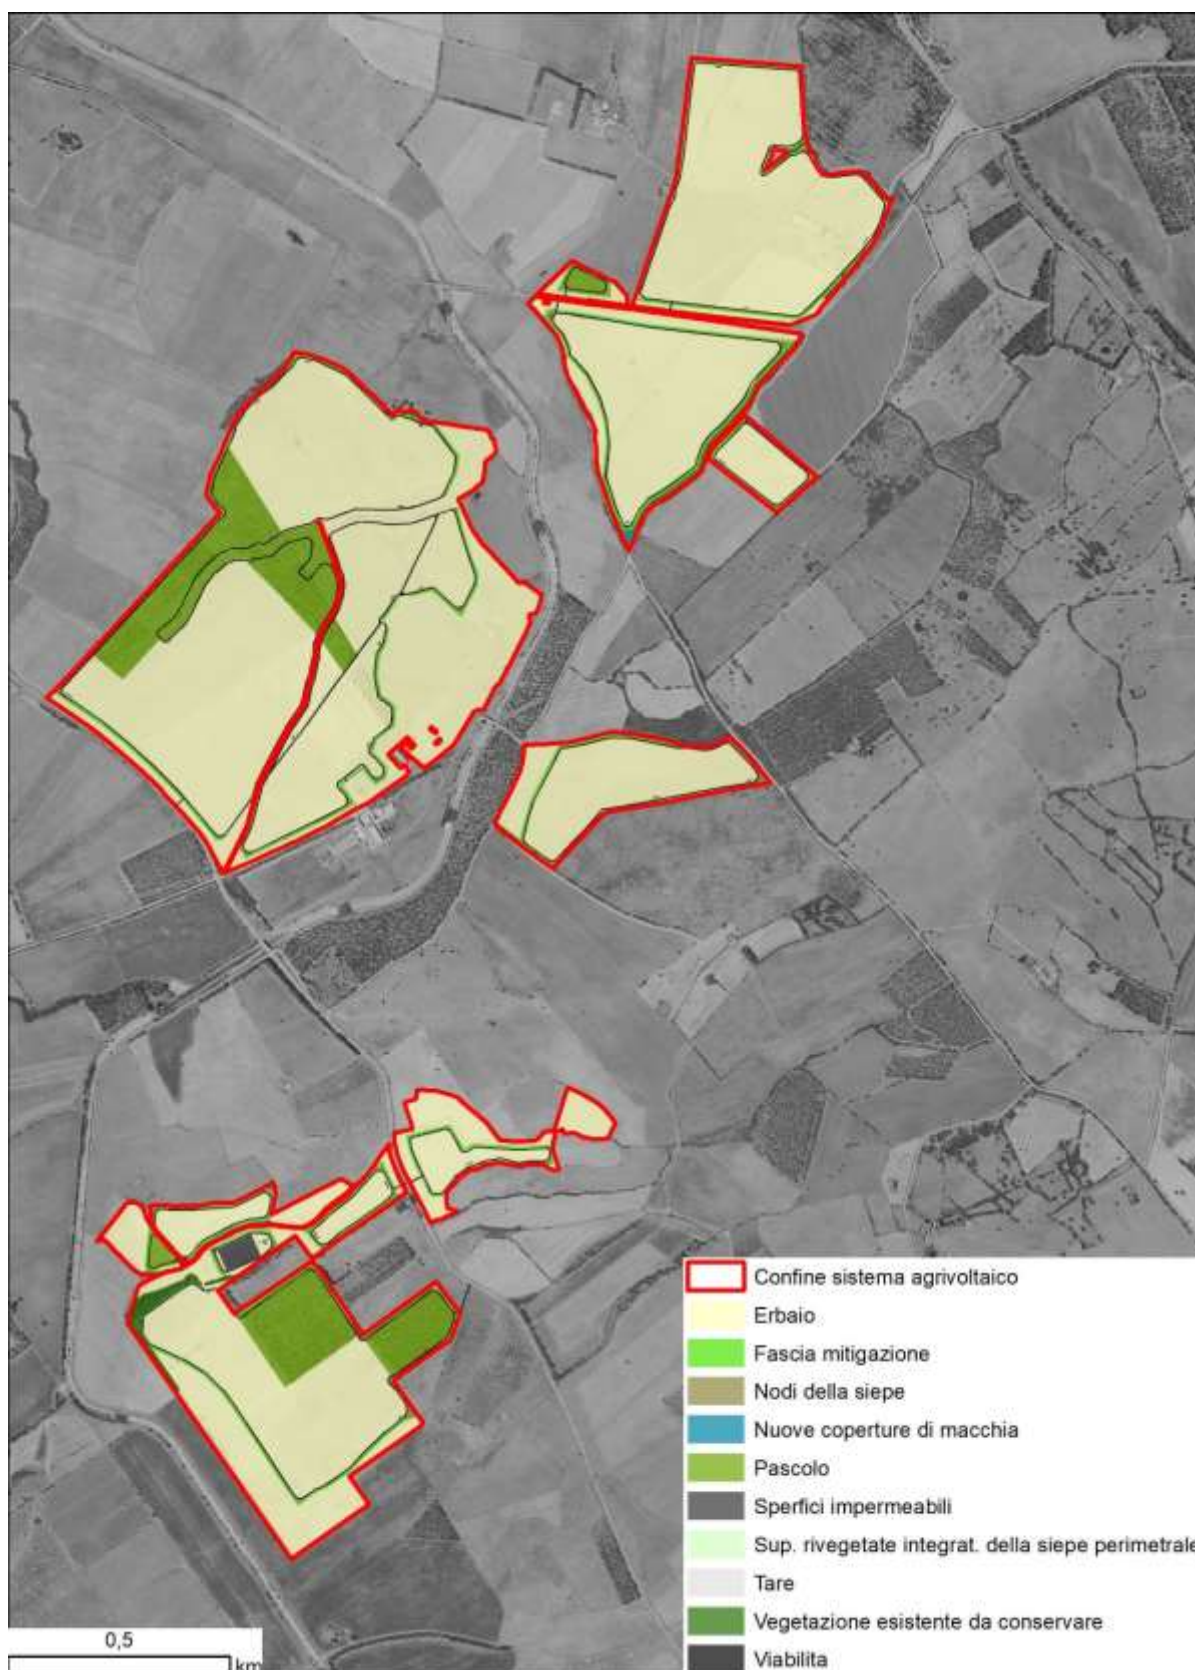 Confine sistema agrivoltaico
Erbaio
Fascia mitigazione
Nodi della siepe
Nuove coperture di macchia
Pascolo
Sperfici impermeabili
Sup. rivegetate integrat. della siepe perimetrale
Tare
Vegetazione esistente da conservare
Viabilita
0,5
km